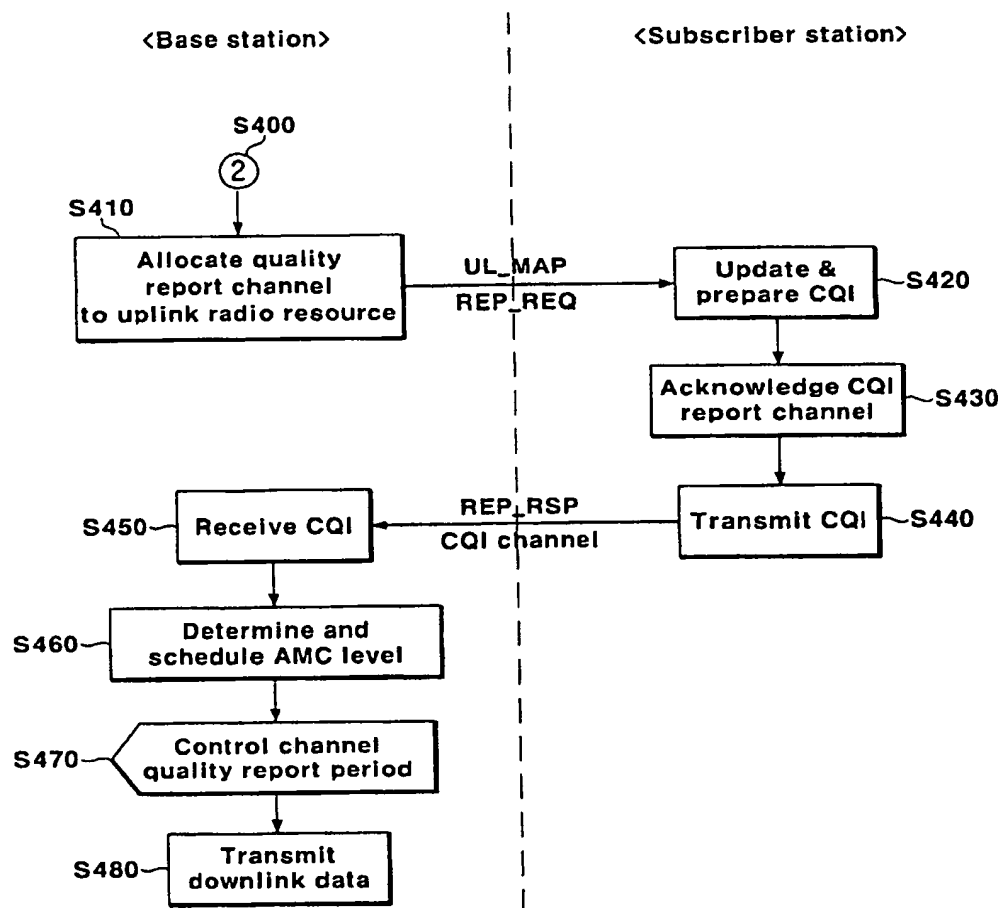 <Base station>
<Subscriber station>
S400
2
S410
Allocate quality
report channel
to uplink radio resource
UL_MAP
REP_REQ
Update &
prepare CQI
S420
Acknowledge CQI
report channel
S430
Transmit CQI
S440
REP_RSP
CQI channel
S450
Receive CQI
S460
Determine and
schedule AMC level
S470
Control channel
quality report period
S480
Transmit
downlink data